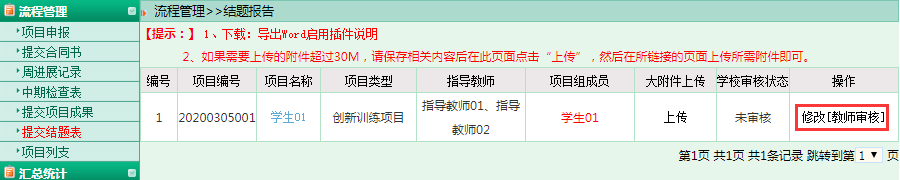 流程管理
项目申报
提交合同书
周进展记录
中期检查表
提交项目成果
提交结题表
项目列支
汇总统计
流程管理>>结题报告
【提示：】 1、下载：导出Word启用插件说明
2、如果需要上传的附件超过30M，请保存相关内容后在此页面点击“上传”，然后在所链接的页面上传所需附件即可。
编号 项目编号 项目名称 项目类型 指导教师 项目组成员 大附件上传 学校审核状态 操作
1 20200305001 学生01 创新训练项目 指导教师01、指导 学生01 上传 未审核 修改[教师审核]
教师02
第1页 共1页 共1条记录 跳转到第 1 页